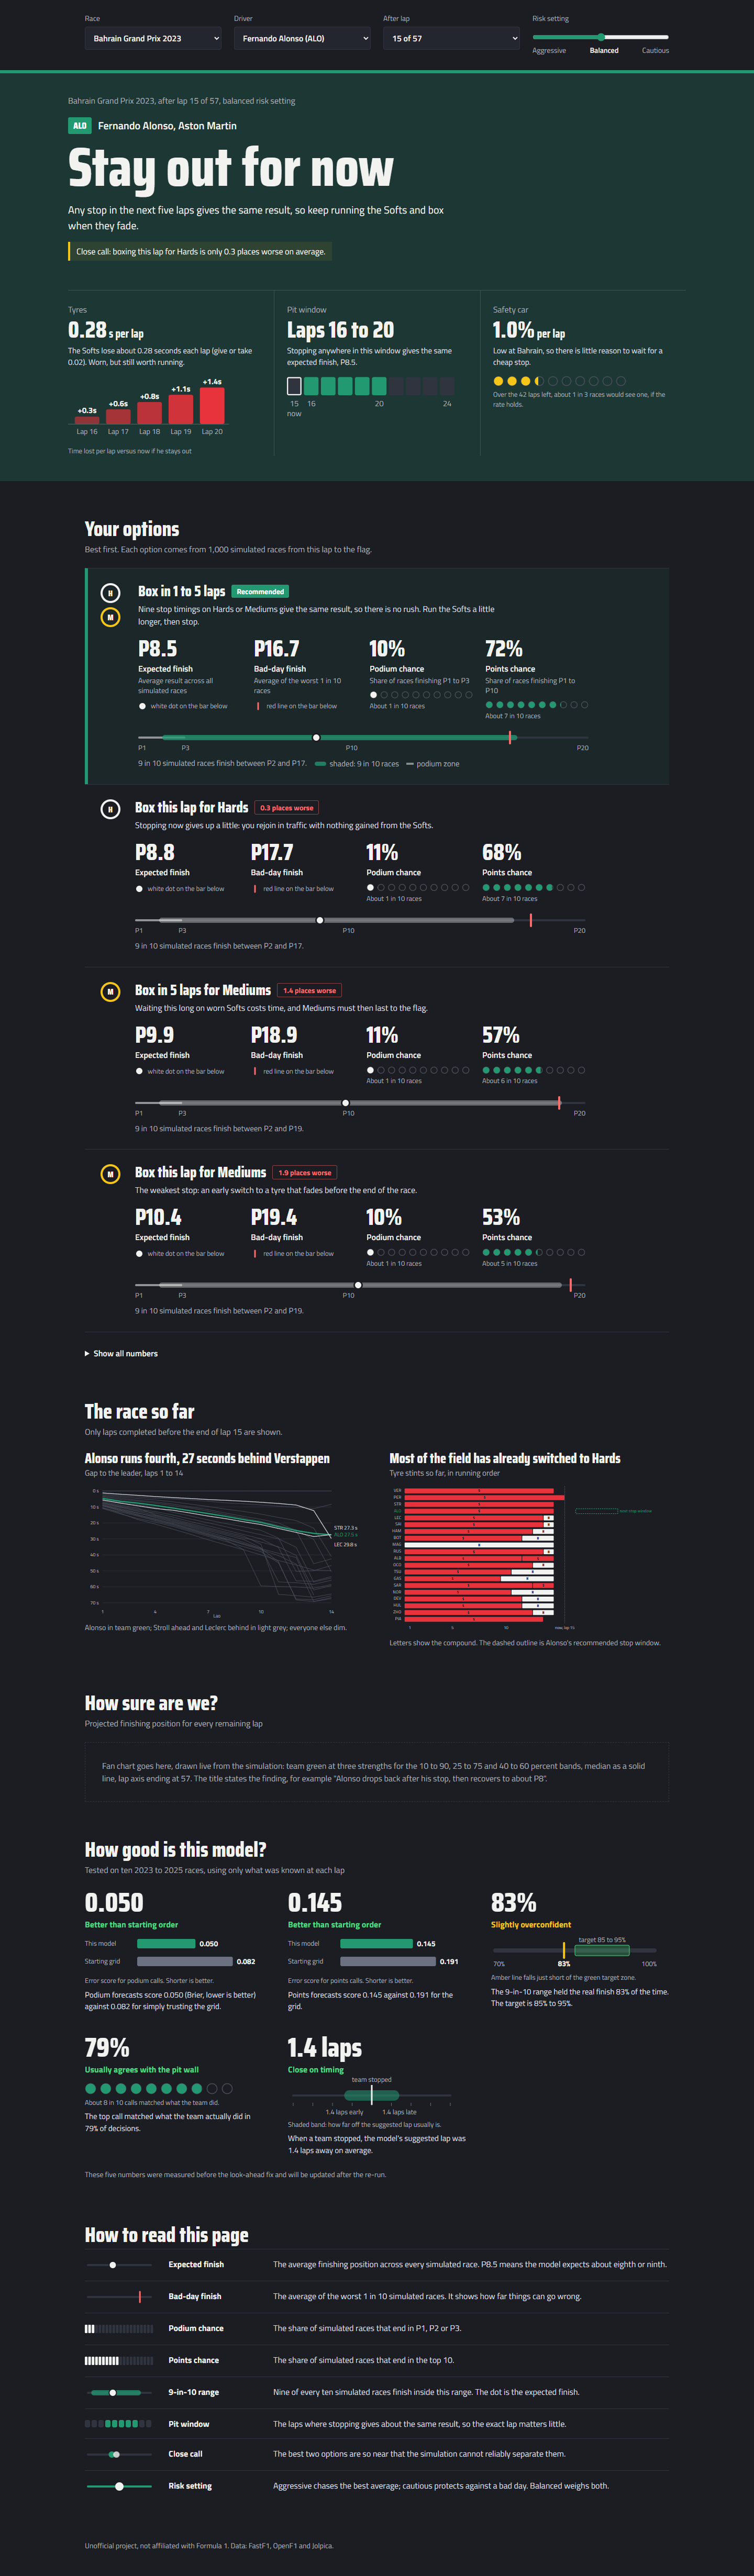 Race
Driver
After lap
Risk setting
Bahrain Grand Prix 2023
Fernando Alonso (ALO)
15 of 57
Aggressive
Balanced
Cautious
Bahrain Grand Prix 2023, after lap 15 of 57, balanced risk setting
ALO Fernando Alonso, Aston Martin
Stay out for now
Any stop in the next five laps gives the same result, so keep running the Softs and box
when they fade.
Close call: boxing this lap for Hards is only 0.3 places worse on average.
Tyres
0.28 s per lap
The Softs lose about 0.28 seconds each lap (give or take
0.02). Worn, but still worth running.
+0.3s
+0.6s
+0.8s
+1.1s
+1.4s
Lap 16
Lap 17
Lap 18
Lap 19
Lap 20
Time lost per lap versus now if he stays out
Pit window
Laps 16 to 20
Stopping anywhere in this window gives the same
expected finish, P8.5.
15
now
16
20
24
Safety car
1.0% per lap
Low at Bahrain, so there is little reason to wait for a
cheap stop.
Over the 42 laps left, about 1 in 3 races would see one, if the
rate holds.
Your options
Best first. Each option comes from 1,000 simulated races from this lap to the flag.
H
M
Box in 1 to 5 laps
Recommended
Nine stop timings on Hards or Mediums give the same result, so there is no rush. Run the Softs a little
longer, then stop.
P8.5
Expected finish
Average result across all
simulated races
white dot on the bar below
P16.7
Bad-day finish
Average of the worst 1 in 10
races
red line on the bar below
10%
Podium chance
Share of races finishing P1 to P3
About 1 in 10 races
72%
Points chance
Share of races finishing P1 to
P10
About 7 in 10 races
P1
P3
P10
P20
9 in 10 simulated races finish between P2 and P17.
shaded: 9 in 10 races
podium zone
H
Box this lap for Hards
0.3 places worse
Stopping now gives up a little: you rejoin in traffic with nothing gained from the Softs.
P8.8
Expected finish
white dot on the bar below
P17.7
Bad-day finish
red line on the bar below
11%
Podium chance
About 1 in 10 races
68%
Points chance
About 7 in 10 races
P1
P3
P10
P20
9 in 10 simulated races finish between P2 and P17.
M
Box in 5 laps for Mediums
1.4 places worse
Waiting this long on worn Softs costs time, and Mediums must then last to the flag.
P9.9
Expected finish
white dot on the bar below
P18.9
Bad-day finish
red line on the bar below
11%
Podium chance
About 1 in 10 races
57%
Points chance
About 6 in 10 races
P1
P3
P10
P20
9 in 10 simulated races finish between P2 and P19.
M
Box this lap for Mediums
1.9 places worse
The weakest stop: an early switch to a tyre that fades before the end of the race.
P10.4
Expected finish
white dot on the bar below
P19.4
Bad-day finish
red line on the bar below
10%
Podium chance
About 1 in 10 races
53%
Points chance
About 5 in 10 races
P1
P3
P10
P20
9 in 10 simulated races finish between P2 and P19.
Show all numbers
The race so far
Only laps completed before the end of lap 15 are shown.
Alonso runs fourth, 27 seconds behind Verstappen
Gap to the leader, laps 1 to 14
0 s
10 s
20 s
30 s
40 s
50 s
60 s
70 s
STR 27.3 s
ALO 27.5 s
LEC 29.8 s
1
4
7
10
14
Lap
Alonso in team green; Stroll ahead and Leclerc behind in light grey; everyone else dim.
Most of the field has already switched to Hards
Tyre stints so far, in running order
VER
PER
STR
ALO
LEC
SAI
HAM
BOT
MAG
RUS
ALB
OCO
TSU
GAS
SAR
NOR
DEV
HUL
ZHO
PIA
next stop window
1
5
10
now, lap 15
Letters show the compound. The dashed outline is Alonso's recommended stop window.
How sure are we?
Projected finishing position for every remaining lap
Fan chart goes here, drawn live from the simulation: team green at three strengths for the 10 to 90, 25 to 75 and 40 to 60 percent bands, median as a solid
line, lap axis ending at 57. The title states the finding, for example "Alonso drops back after his stop, then recovers to about P8".
How good is this model?
Tested on ten 2023 to 2025 races, using only what was known at each lap
0.050
Better than starting order
This model
0.050
Starting grid
0.082
Error score for podium calls. Shorter is better.
Podium forecasts score 0.050 (Brier, lower is better)
against 0.082 for simply trusting the grid.
0.145
Better than starting order
This model
0.145
Starting grid
0.191
Error score for points calls. Shorter is better.
Points forecasts score 0.145 against 0.191 for the
grid.
83%
Slightly overconfident
target 85 to 95%
70%
83%
100%
Amber line falls just short of the green target zone.
The 9-in-10 range held the real finish 83% of the time.
The target is 85% to 95%.
79%
Usually agrees with the pit wall
About 8 in 10 calls matched what the team did.
The top call matched what the team actually did in
79% of decisions.
1.4 laps
Close on timing
team stopped
1.4 laps early
1.4 laps late
Shaded band: how far off the suggested lap usually is.
When a team stopped, the model's suggested lap was
1.4 laps away on average.
These five numbers were measured before the look-ahead fix and will be updated after the re-run.
How to read this page
Expected finish
The average finishing position across every simulated race. P8.5 means the model expects about eighth or ninth.
Bad-day finish
The average of the worst 1 in 10 simulated races. It shows how far things can go wrong.
Podium chance
The share of simulated races that end in P1, P2 or P3.
Points chance
The share of simulated races that end in the top 10.
9-in-10 range
Nine of every ten simulated races finish inside this range. The dot is the expected finish.
Pit window
The laps where stopping gives about the same result, so the exact lap matters little.
Close call
The best two options are so near that the simulation cannot reliably separate them.
Risk setting
Aggressive chases the best average; cautious protects against a bad day. Balanced weighs both.
Unofficial project, not affiliated with Formula 1. Data: FastF1, OpenF1 and Jolpica.